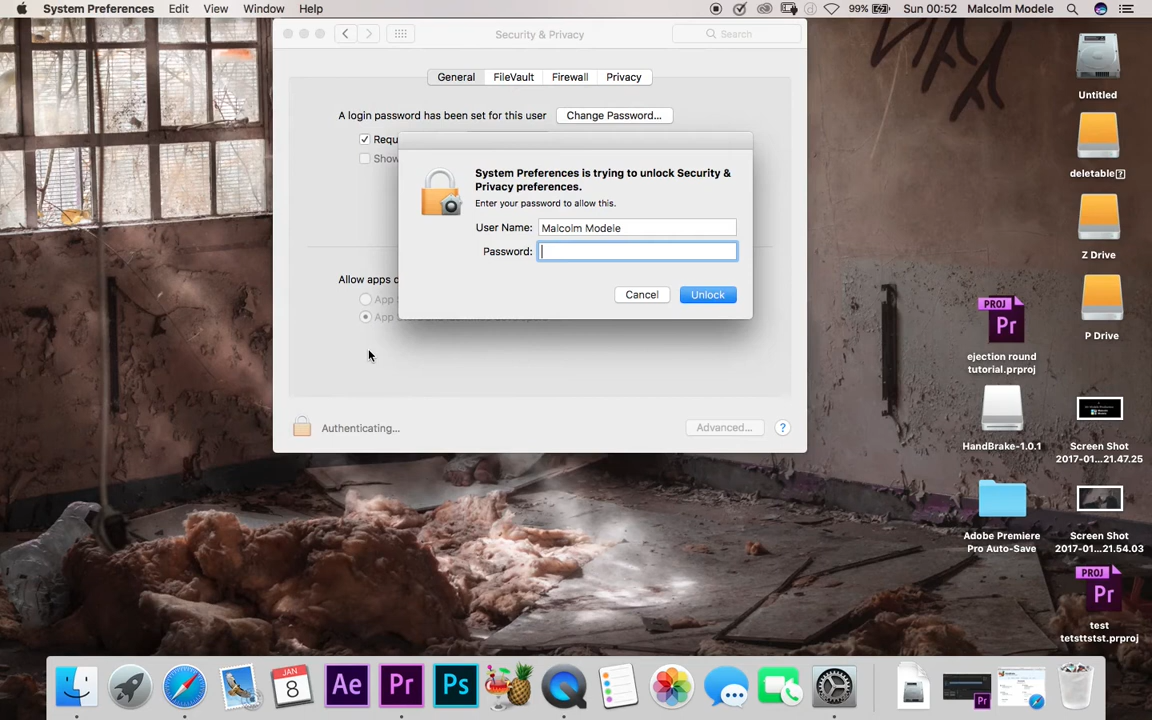 System Preferences Edit View Window Help
99% Sun 00:52 Malcolm Modele
Security & Privacy
Search
General FileVault Firewall Privacy
A login password has been set for this user Change Password...
Requ
Show
System Preferences is trying to unlock Security &
Privacy preferences.
Enter your password to allow this.
User Name: Malcolm Modele
Password:
Cancel Unlock
Allow apps d
App S
App
Authenticating...
Advanced... ?
Untitled
deletable?
Z Drive
P Drive
PROJ
Pr
ejection round
tutorial.prproj
HandBrake-1.0.1
Screen Shot
2017-01...21.47.25
Adobe Premiere
Pro Auto-Save
Screen Shot
2017-01...21.54.03
PROJ
Pr
test
tetsttstst.prproj
JAN
8
Ae
Pr
Ps
Pr